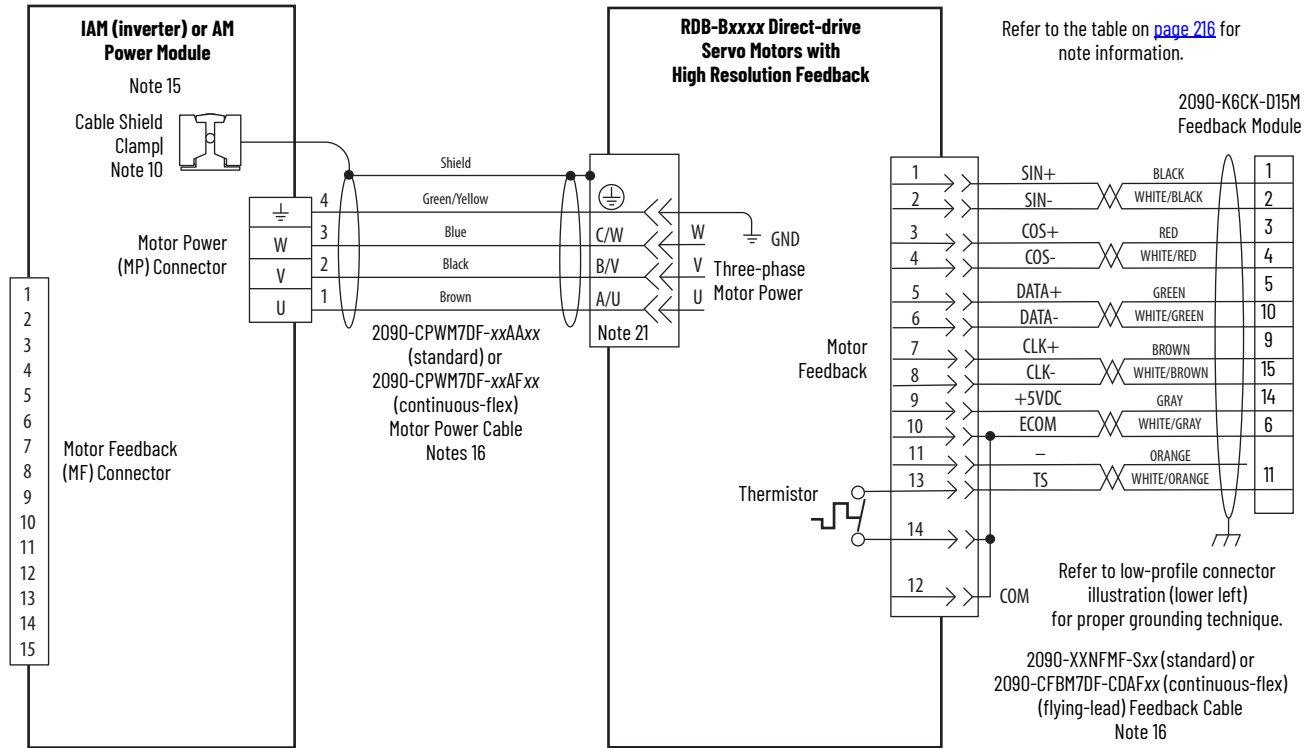 IAM (inverter) or AM
Power Module
Note 15
Cable Shield
Clamp
Note 10
Motor Power
(MP) Connector
4
W 3
V 2
U 1
1
2
3
4
5
6
7
8
9
10
11
12
13
14
15
Motor Feedback
(MF) Connector
Shield
Green/Yellow
Blue
Black
Brown
2090-CPWM7DF-xxAAxx
(standard) or
2090-CPWM7DF-xxAFxx
(continuous-flex)
Motor Power Cable
Notes 16
RDB-Bxxxx Direct-drive
Servo Motors with
High Resolution Feedback
C/W W
B/V V
A/U U
Note 21
GND
Three-phase
Motor Power
Motor
Feedback
Thermistor
Refer to the table on page 216 for
note information.
2090-K6CK-D15M
Feedback Module
1 SIN+ BLACK 1
2 SIN- WHITE/BLACK 2
3 COS+ RED 3
4 COS- WHITE/RED 4
5 DATA+ GREEN 5
6 DATA- WHITE/GREEN 10
7 CLK+ BROWN 9
8 CLK- WHITE/BROWN 15
9 +5VDC GRAY 14
10 ECOM WHITE/GRAY 6
11 – ORANGE
13 TS WHITE/ORANGE 11
14
12 COM
Refer to low-profile connector
illustration (lower left)
for proper grounding technique.
2090-XXNFMF-Sxx (standard) or
2090-CFBM7DF-CDAFxx (continuous-flex)
(flying-lead) Feedback Cable
Note 16